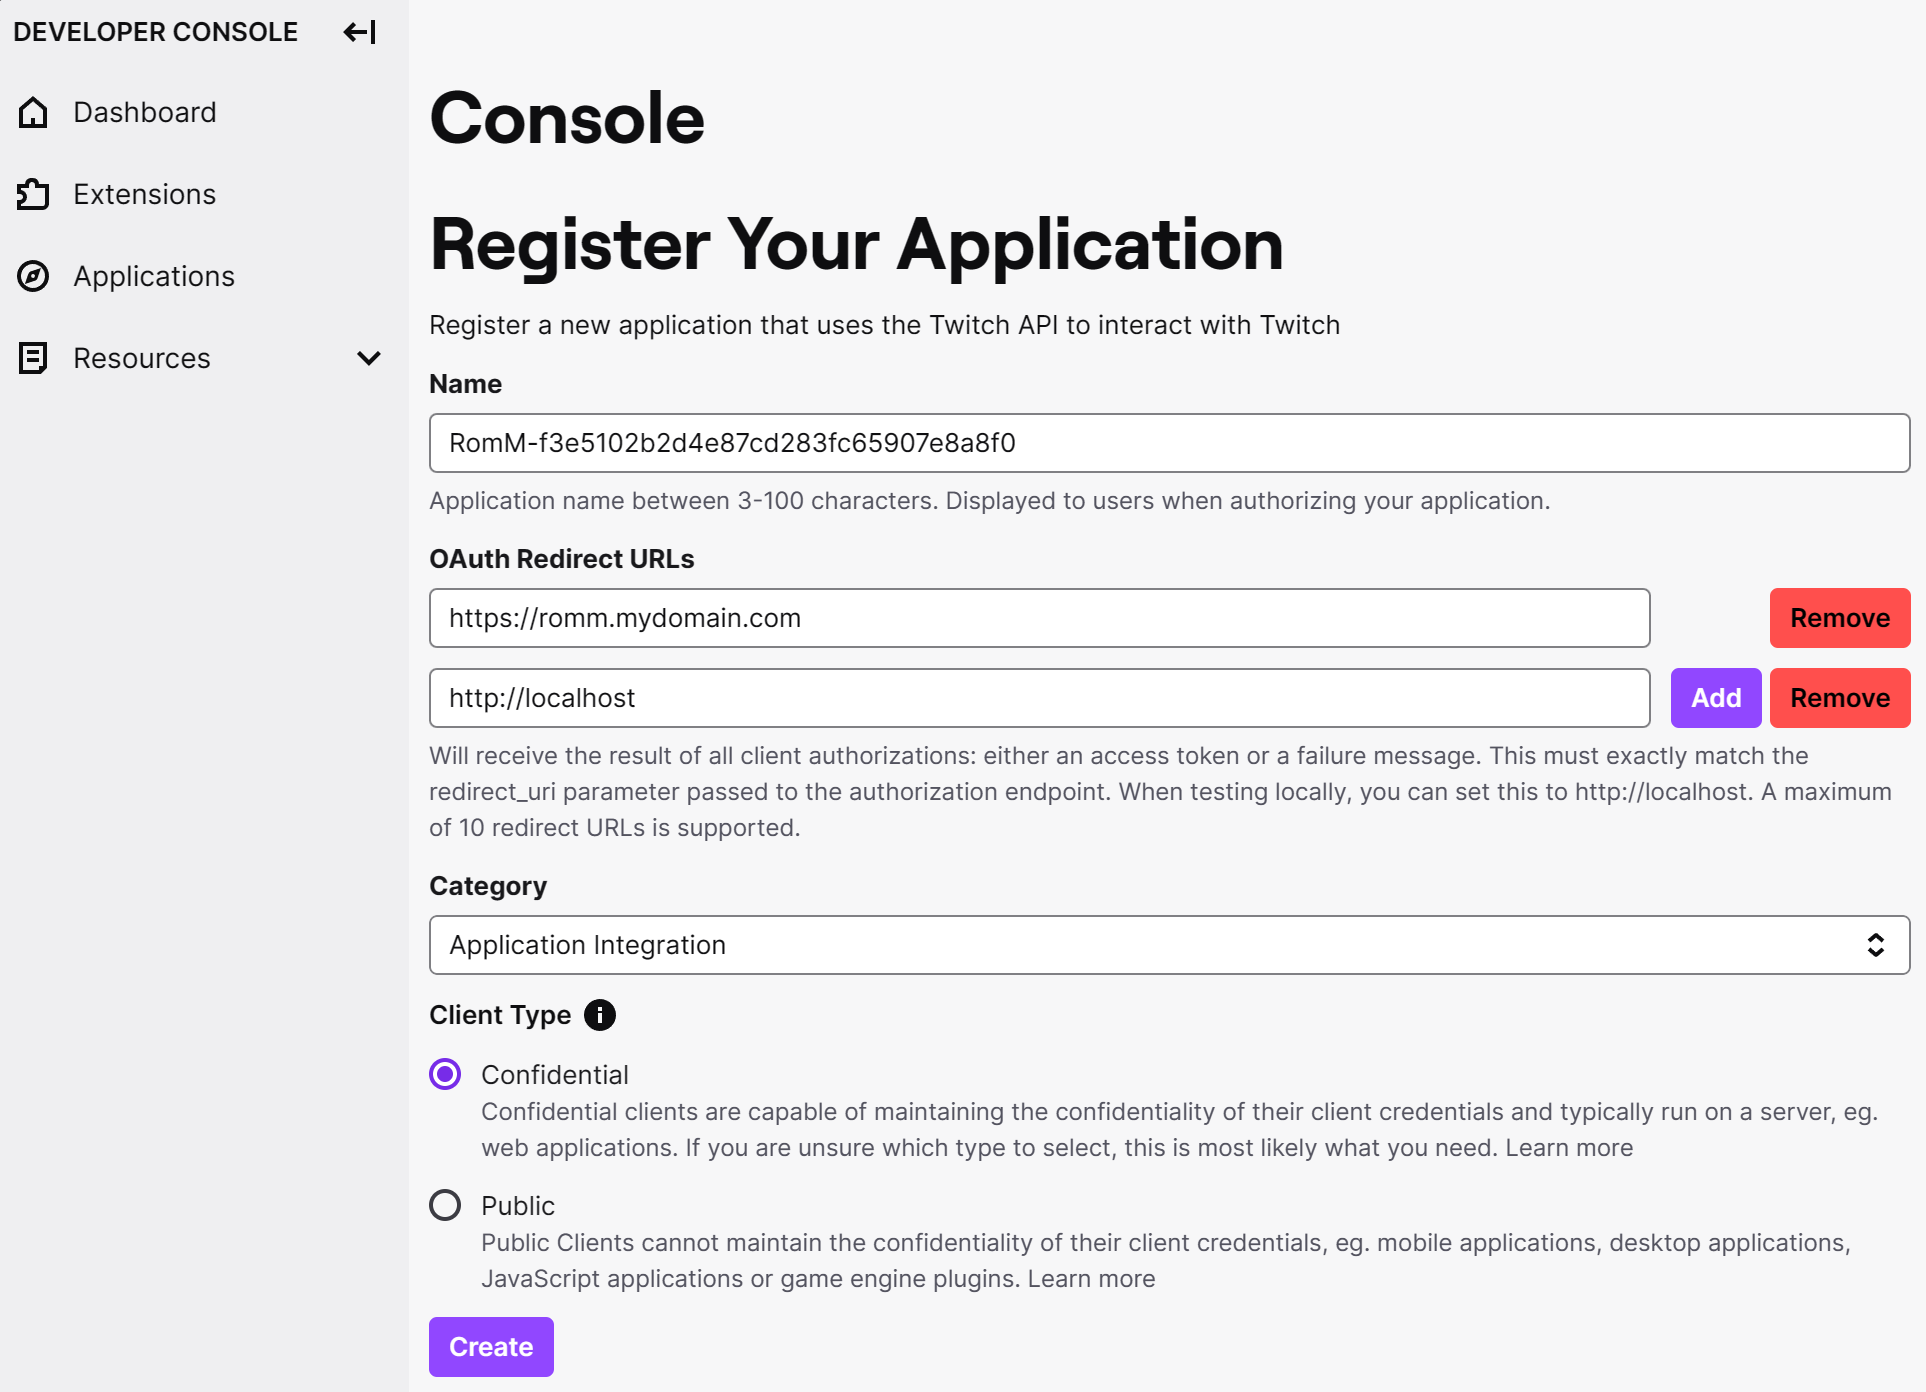 DEVELOPER CONSOLE
Dashboard
Extensions
Applications
Resources
Console
Register Your Application
Register a new application that uses the Twitch API to interact with Twitch
Name
RomM-f3e5102b2d4e87cd283fc65907e8a8f0
Application name between 3-100 characters. Displayed to users when authorizing your application.
OAuth Redirect URLs
https://romm.mydomain.com
Remove
http://localhost
Add
Remove
Will receive the result of all client authorizations: either an access token or a failure message. This must exactly match the
redirect_uri parameter passed to the authorization endpoint. When testing locally, you can set this to http://localhost. A maximum
of 10 redirect URLs is supported.
Category
Application Integration
Client Type
Confidential
Confidential clients are capable of maintaining the confidentiality of their client credentials and typically run on a server, eg.
web applications. If you are unsure which type to select, this is most likely what you need. Learn more
Public
Public Clients cannot maintain the confidentiality of their client credentials, eg. mobile applications, desktop applications,
JavaScript applications or game engine plugins. Learn more
Create